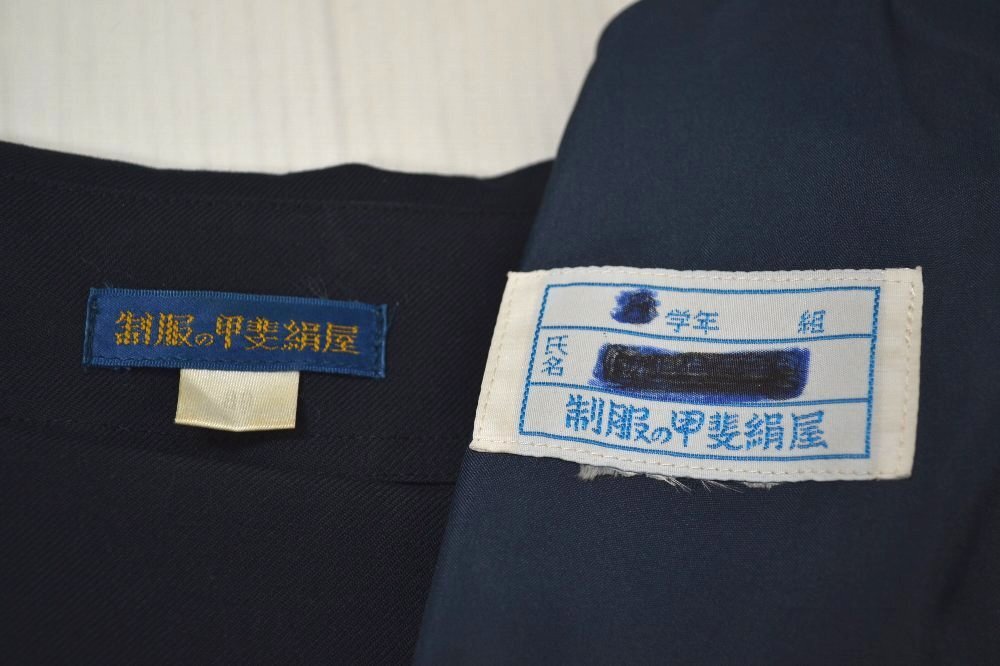 制服の甲斐絹屋
学年 組
氏名
制服の甲斐絹屋